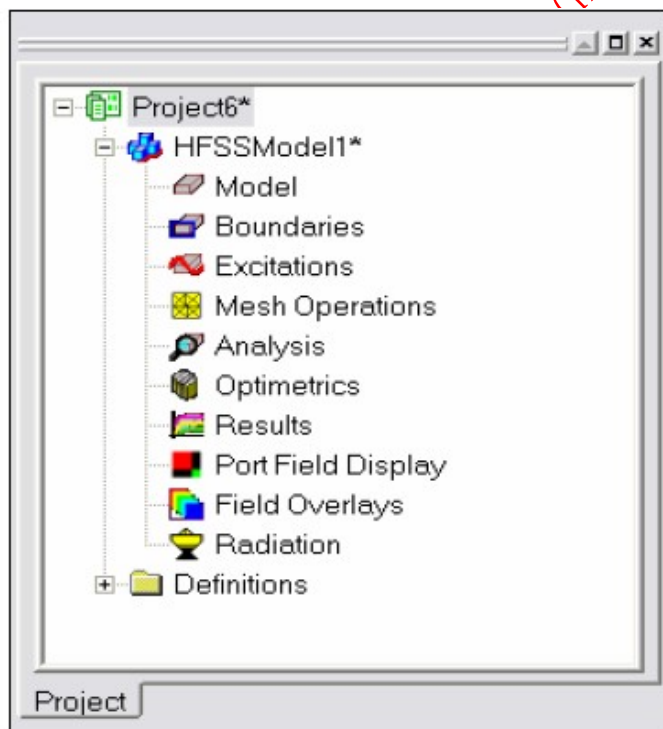 Project6*
HFSSModel1*
Model
Boundaries
Excitations
Mesh Operations
Analysis
Optimetrics
Results
Port Field Display
Field Overlays
Radiation
Definitions
Project